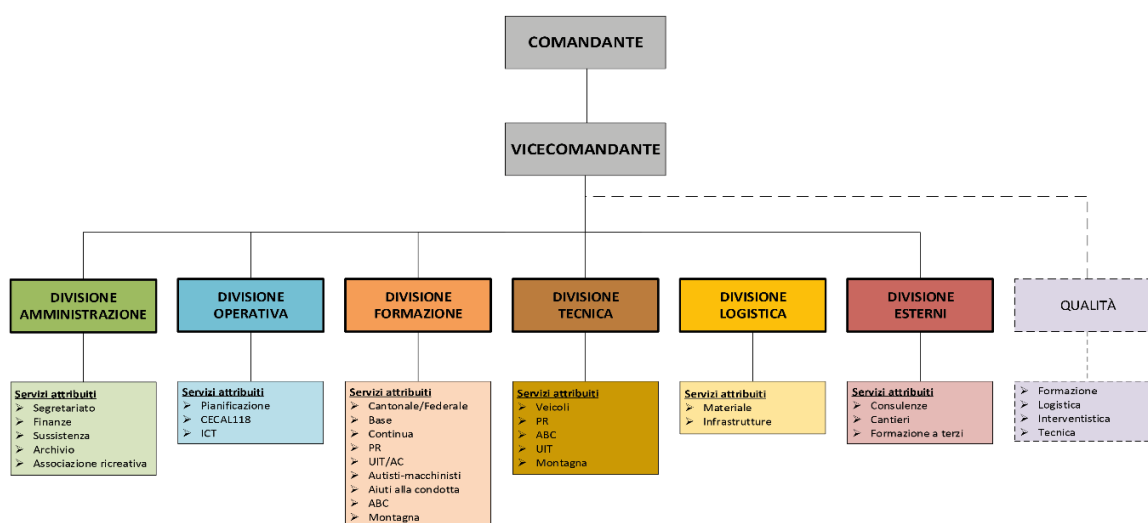 COMANDANTE
VICECOMANDANTE
DIVISIONE
AMMINISTRAZIONE
DIVISIONE
OPERATIVA
DIVISIONE
FORMAZIONE
DIVISIONE
TECNICA
DIVISIONE
LOGISTICA
DIVISIONE
ESTERNI
QUALITÀ
Servizi attribuiti
Segretariato
Finanze
Sussistenza
Archivio
Associazione ricreativa
Servizi attribuiti
Pianificazione
CECAL118
ICT
Servizi attribuiti
Cantonale/Federale
Base
Continua
PR
UIT/AC
Autisti-macchinisti
Aiuti alla condotta
ABC
Montagna
Servizi attribuiti
Veicoli
PR
ABC
UIT
Montagna
Servizi attribuiti
Materiale
Infrastrutture
Servizi attribuiti
Consulenze
Cantieri
Formazione a terzi
Formazione
Logistica
Interventistica
Tecnica